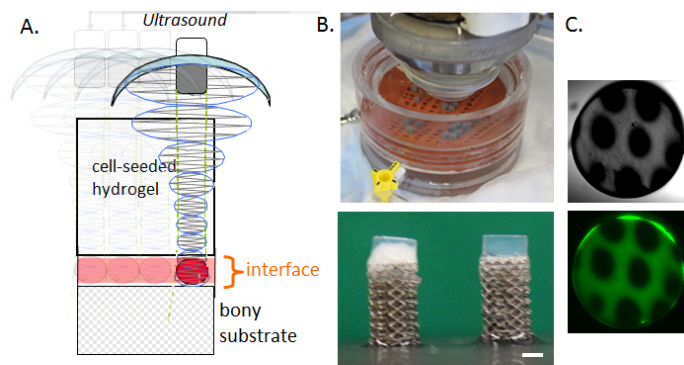 A.
Ultrasound
cell-seeded
hydrogel
interface
bony
substrate
B.
C.